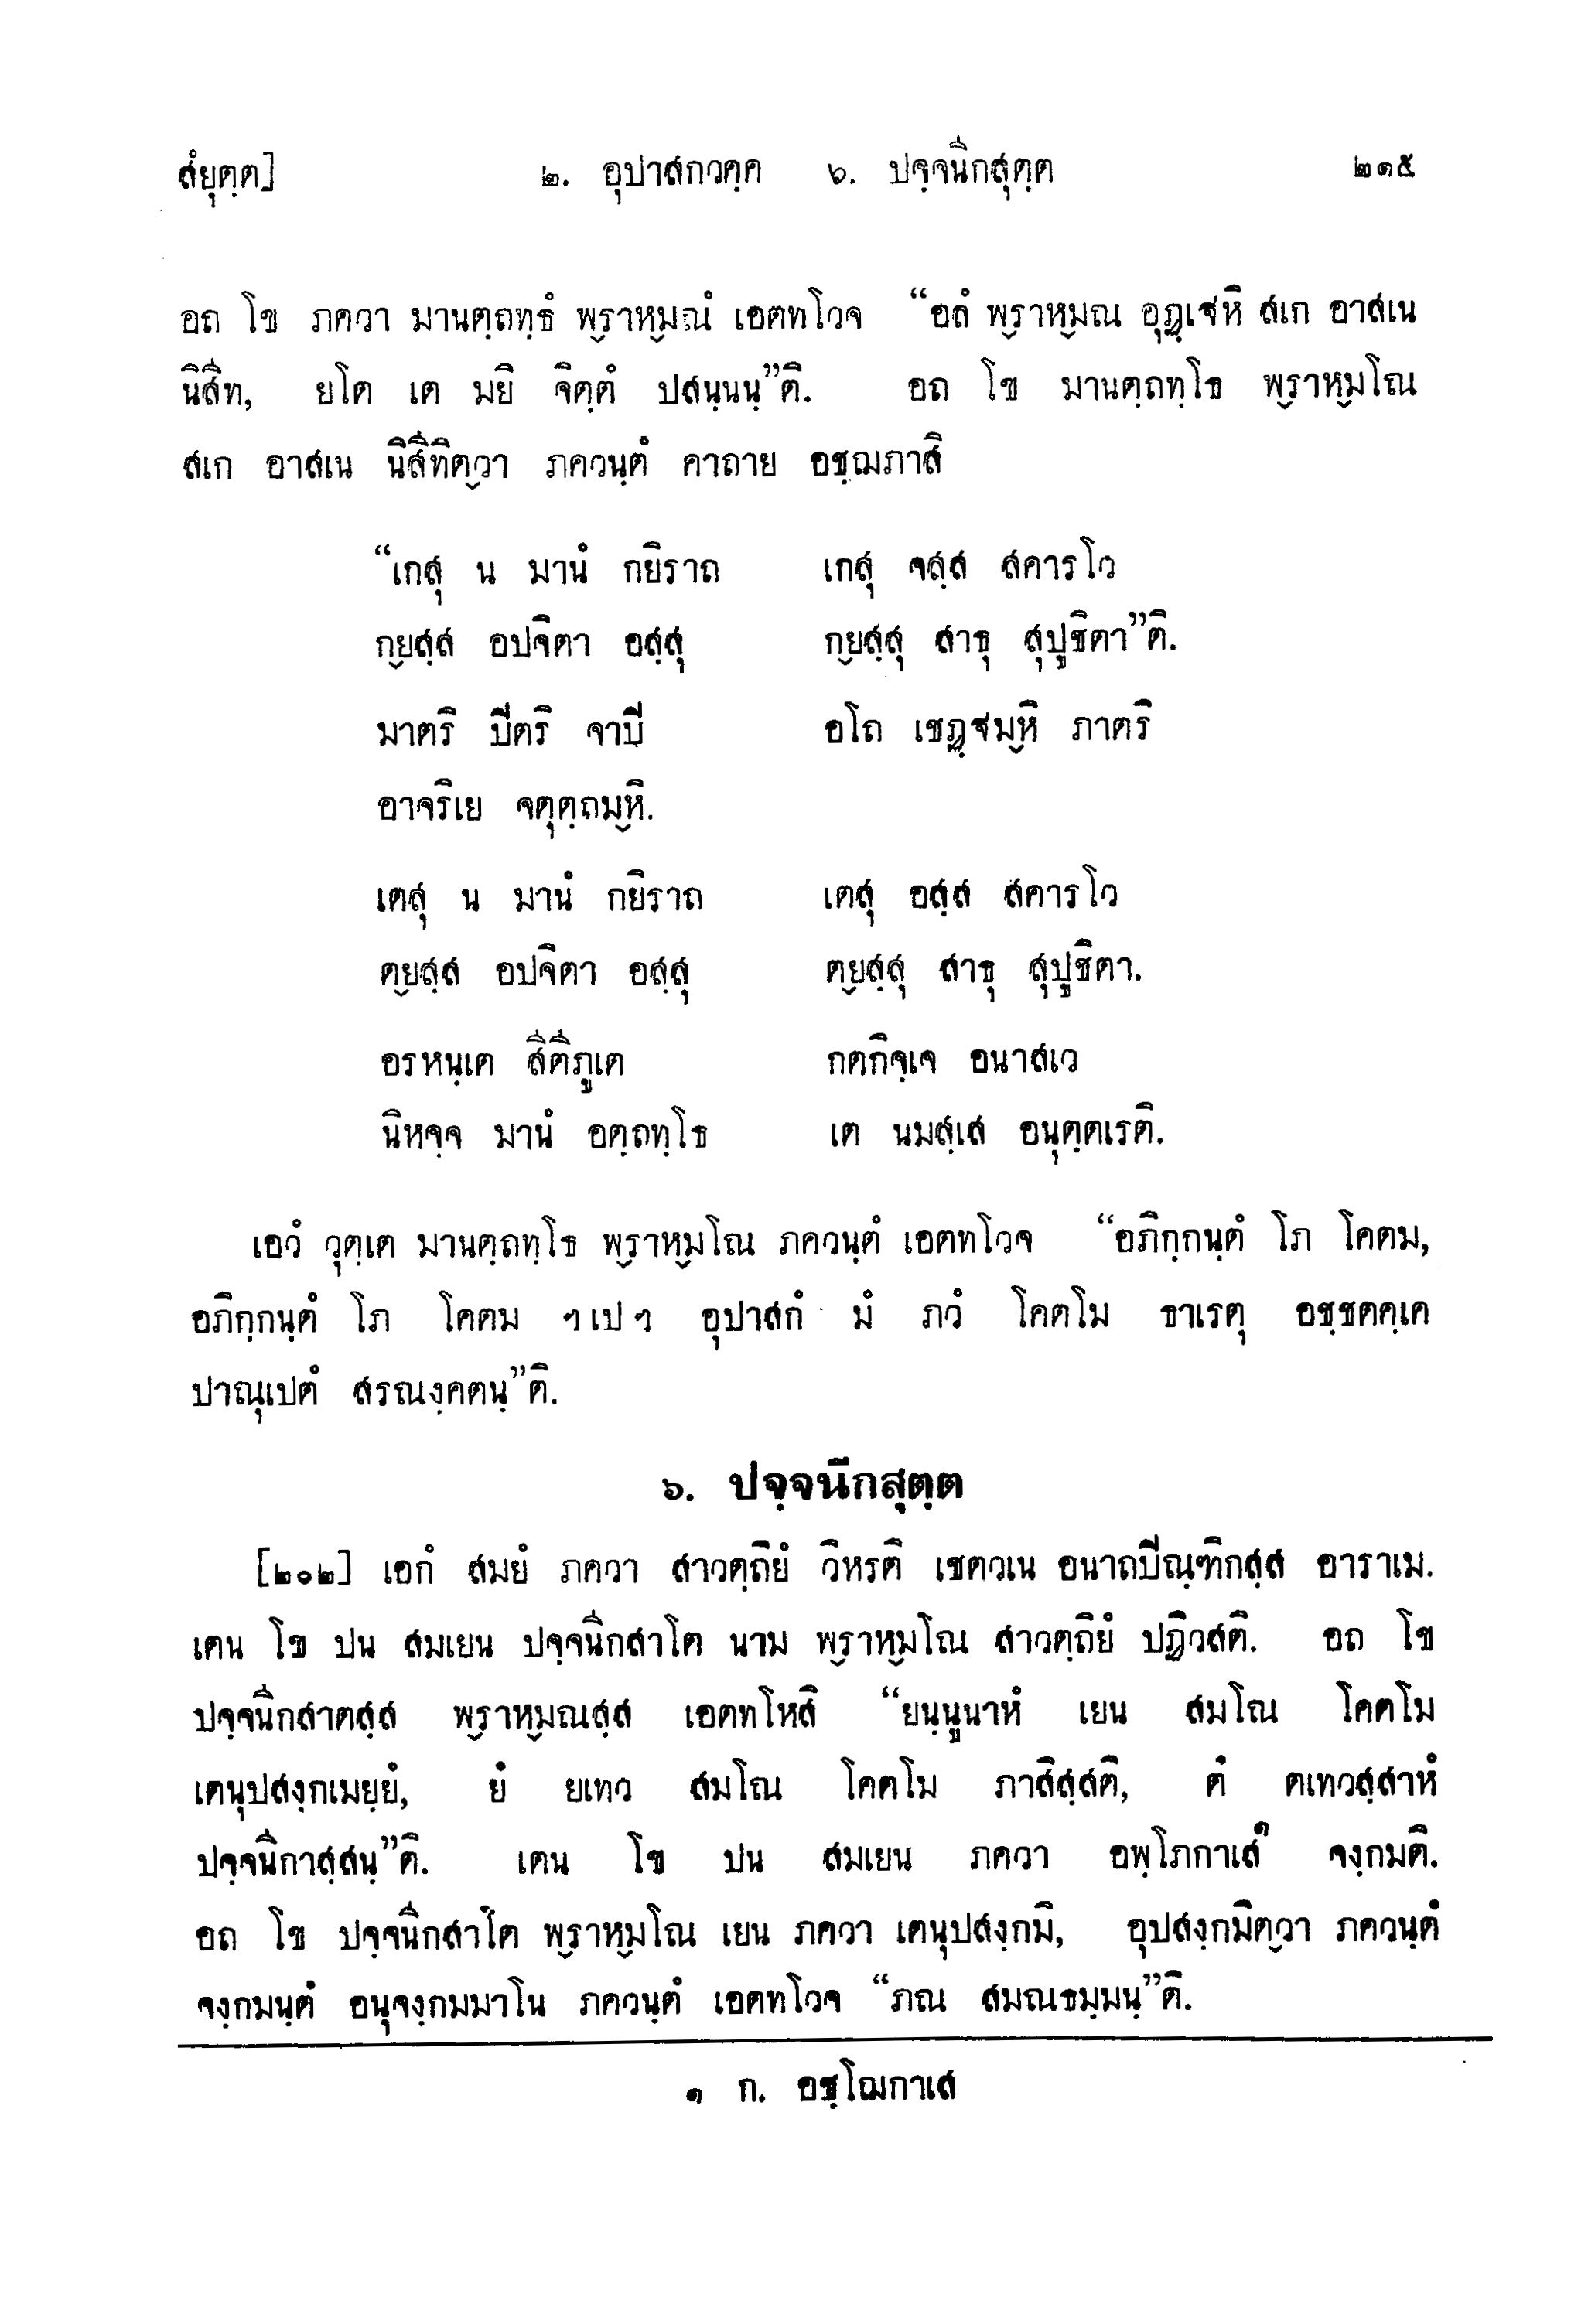 สํยุตฺต]	๒. อุปาสกวคฺค ๖. ปจฺจนีกสุตฺต	๒๑๕
อถ โข ภควา มานตฺถทฺธํ พฺราหฺมณํ เอตทโวจ “อลํ พฺราหฺมณ อุฏฺเฐหิ สเก อาสเน
นิสีท, ยโต เต มยิ จิตฺตํ ปสนฺนนฺ”ติ. อถ โข มานตฺถทฺโธ พฺราหฺมโณ
สเก อาสเน นิสีทิตฺวา ภควนฺตํ คาถาย อชฺฌภาสิ
“เกสุ น มานํ กยิราถ เกสุ จสฺส สคารโว
กฺยสฺส อปจิตา อสฺสุ กฺยสฺสุ สาธุ สุปูชิตา”ติ.
มาตริ ปิตริ จาปิ อโถ เชฏฺฐมฺหิ ภาตริ
อาจริเย จตุตฺถมฺหิ.
เตสุ น มานํ กยิราถ เตสุ อสฺส สคารโว
ตฺยสฺส อปจิตา อสฺสุ ตฺยสฺสุ สาธุ สุปูชิตา.
อรหนฺเต สีติภูเต กตกิจฺเจ อนาสเว
นิหจฺจ มานํ อตฺถทฺโธ เต นมสฺเส อนุตฺตเรติ.
เอวํ วุตฺเต มานตฺถทฺโธ พฺราหฺมโณ ภควนฺตํ เอตทโวจ “อภิกฺกนฺตํ โภ โคตม,
อภิกฺกนฺตํ โภ โคตม ฯเปฯ อุปาสกํ มํ ภวํ โคตโม ธาเรตุ อชฺชตคฺเค
ปาณุเปตํ สรณงฺคตนฺ”ติ.
๖. ปจฺจนีกสุตฺต
[๒๐๒] เอกํ สมยํ ภควา สาวตฺถิยํ วิหรติ เชตวเน อนาถปิณฺฑิกสฺส อาราเม.
เตน โข ปน สมเยน ปจฺจนีกสาโต นาม พฺราหฺมโณ สาวตฺถิยํ ปฏิวสติ. อถ โข
ปจฺจนีกสาตสฺส พฺราหฺมณสฺส เอตทโหสิ “ยนฺนูนาหํ เยน สมโณ โคตโม
เตนุปสงฺกเมยฺยํ, ยํ ยเทว สมโณ โคตโม ภาสิสฺสติ, ตํ ตเทวสฺสาหํ
ปจฺจนีกาสฺสนฺ”ติ. เตน โข ปน สมเยน ภควา อพฺโภกาเส๑ จงฺกมติ.
อถ โข ปจฺจนีกสาโต พฺราหฺมโณ เยน ภควา เตนุปสงฺกมิ, อุปสงฺกมิตฺวา ภควนฺตํ
จงฺกมนฺตํ อนุจงฺกมมาโน ภควนฺตํ เอตทโวจ “ภณ สมณธมฺมนฺ”ติ.
๑ ก. อชฺโฌกาเส